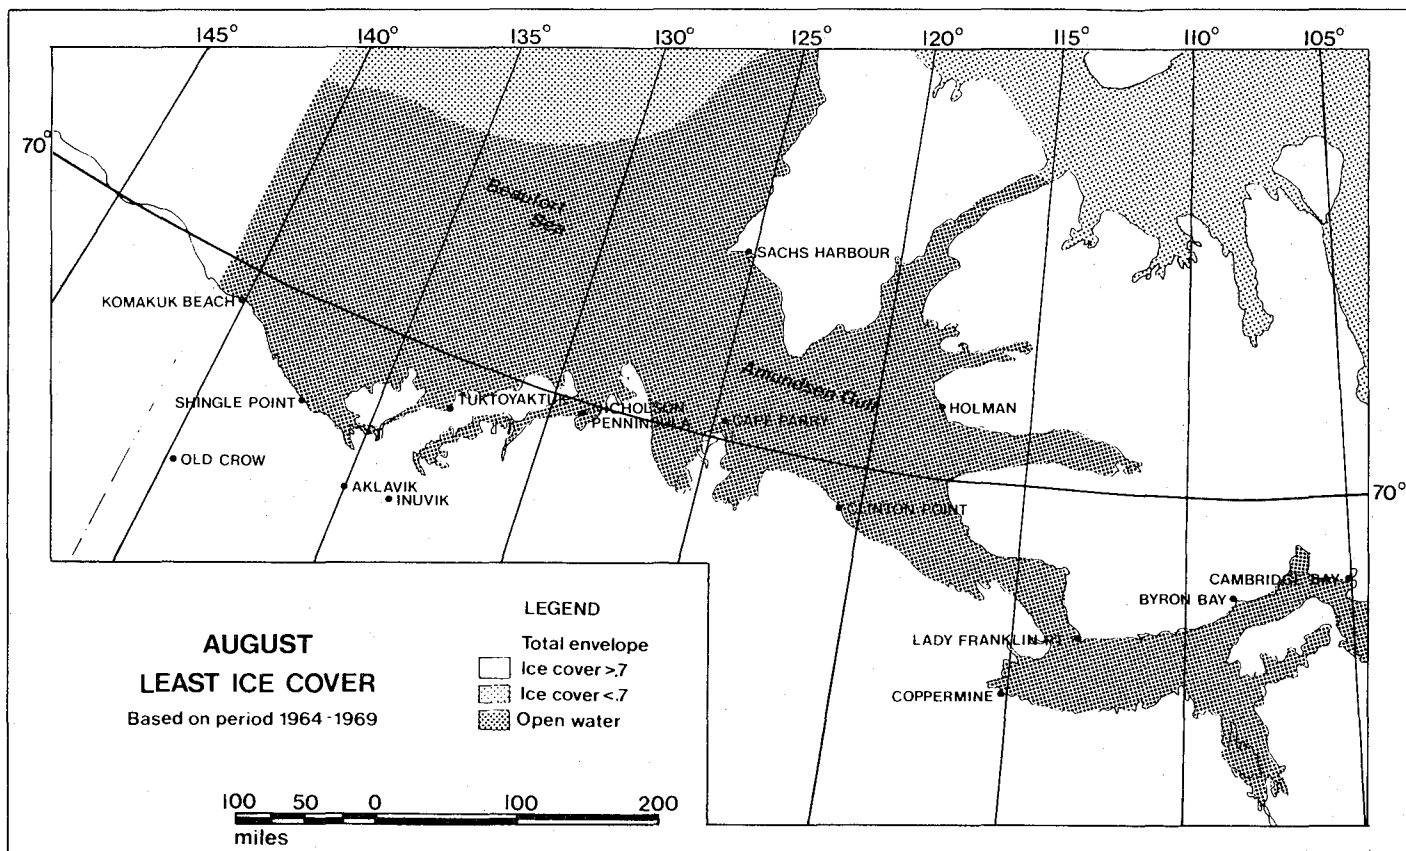 145° 140° 135° 130° 125° 120° 115° 110° 105°
70°
Beaufort
Sea
SACHS HARBOUR
KOMAKUK BEACH
Amundsen Gulf
SHINGLE POINT
TUKTOYAKTUK
NICHOLSON
PENNINSULA
CAPE PARRY
HOLMAN
OLD CROW
AKLAVIK
INUVIK
70°
CLINTON POINT
CAMBRIDGE BAY
BYRON BAY
LADY FRANKLIN PT.
COPPERMINE
AUGUST
LEAST ICE COVER
Based on period 1964-1969
LEGEND
Total envelope
Ice cover >.7
Ice cover <.7
Open water
100 50 0 100 200
miles